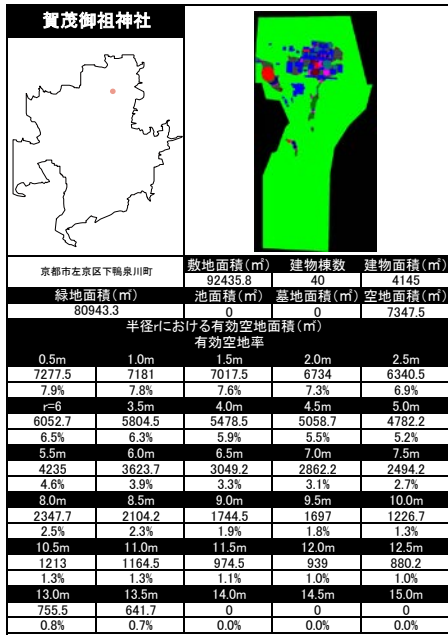 賀茂御祖神社
京都市左京区下鴨泉川町
敷地面積(㎡) 建物棟数 建物面積(㎡)
92435.8 40 4145
緑地面積(㎡) 池面積(㎡) 墓地面積(㎡) 空地面積(㎡)
80943.3 0 0 7347.5
半径rにおける有効空地面積(㎡)
有効空地率
0.5m 1.0m 1.5m 2.0m 2.5m
7277.5 7181 7017.5 6734 6340.5
7.9% 7.8% 7.6% 7.3% 6.9%
r=6 3.5m 4.0m 4.5m 5.0m
6052.7 5804.5 5478.5 5058.7 4782.2
6.5% 6.3% 5.9% 5.5% 5.2%
5.5m 6.0m 6.5m 7.0m 7.5m
4235 3623.7 3049.2 2862.2 2494.2
4.6% 3.9% 3.3% 3.1% 2.7%
8.0m 8.5m 9.0m 9.5m 10.0m
2347.7 2104.2 1744.5 1697 1226.7
2.5% 2.3% 1.9% 1.8% 1.3%
10.5m 11.0m 11.5m 12.0m 12.5m
1213 1164.5 974.5 939 880.2
1.3% 1.3% 1.1% 1.0% 1.0%
13.0m 13.5m 14.0m 14.5m 15.0m
755.5 641.7 0 0 0
0.8% 0.7% 0.0% 0.0% 0.0%